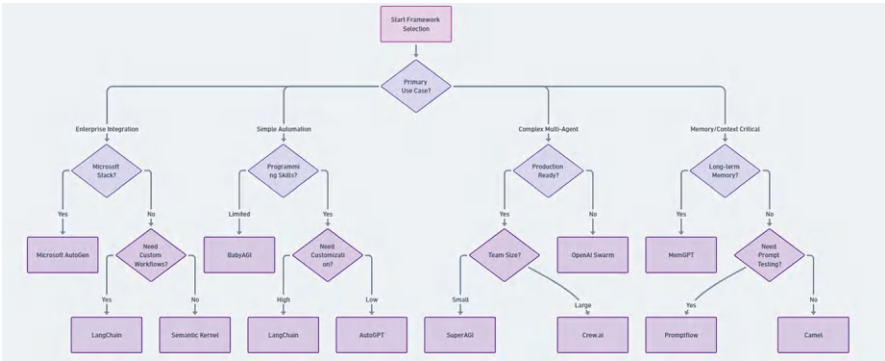 Start Framework
Selection
Primary
Use Case?
Enterprise Integration
Simple Automation
Complex Multi-Agent
Memory/Context Critical
Microsoft
Stack?
Programmi
ng Skills?
Production
Ready?
Long-term
Memory?
Yes
No
Limited
Yes
Yes
No
Yes
No
Microsoft AutoGen
Need
Custom
Workflows?
BabyAGI
Need
Customizati
on?
Team Size?
OpenAI Swarm
MemGPT
Need
Prompt
Testing?
Yes
No
High
Low
Small
Large
Yes
No
LangChain
Semantic Kernel
LangChain
AutoGPT
SuperAGI
Crew.ai
Promptflow
Camel